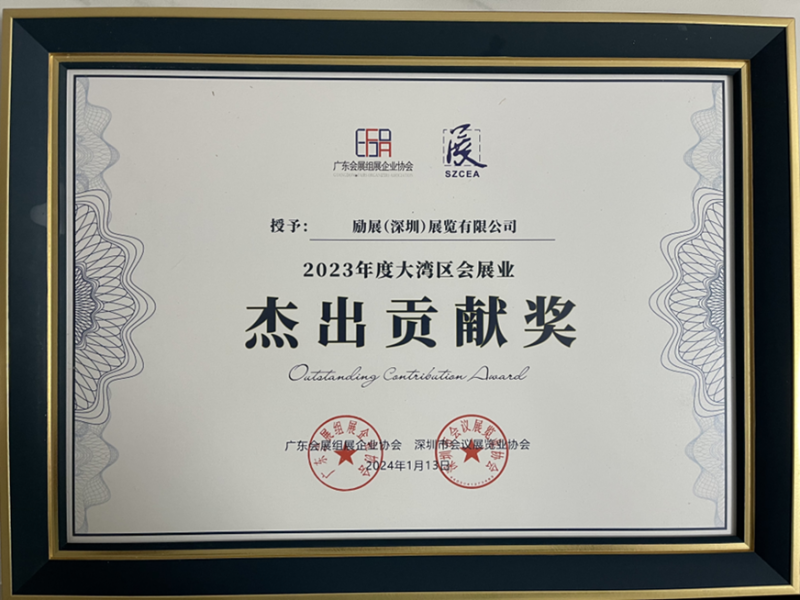 广东会展组展企业协会
SZCEA
授予：励展(深圳)展览有限公司
2023年度大湾区会展业
杰出贡献奖
Outstanding Contribution Award
广东会展组展企业协会 深圳市会议展览业协会
2024年1月13日